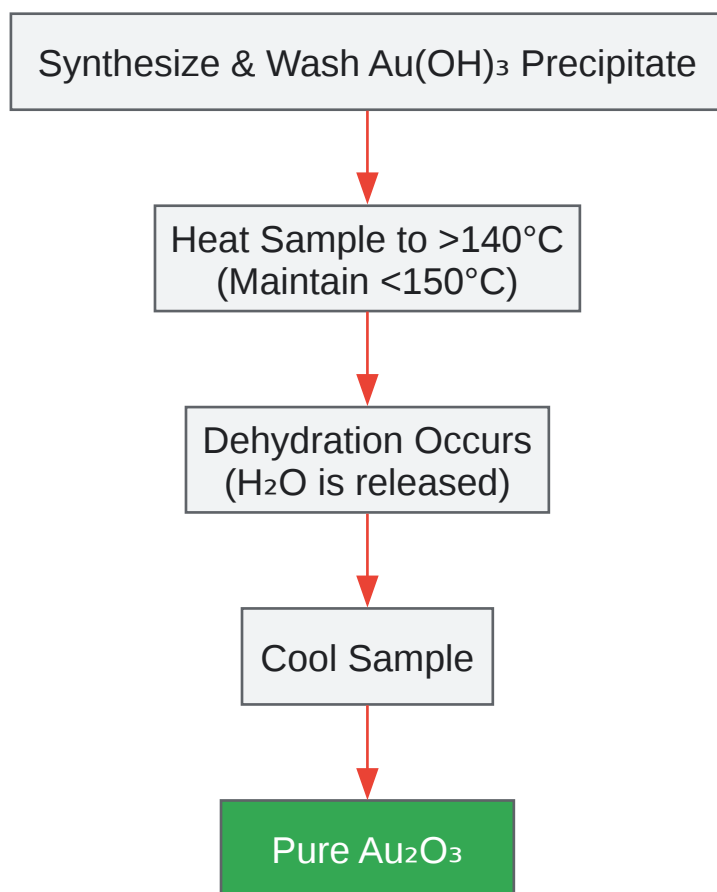 Synthesize & Wash Au(OH)₃ Precipitate
Heat Sample to >140°C
(Maintain <150°C)
Dehydration Occurs
(H₂O is released)
Cool Sample
Pure Au₂O₃